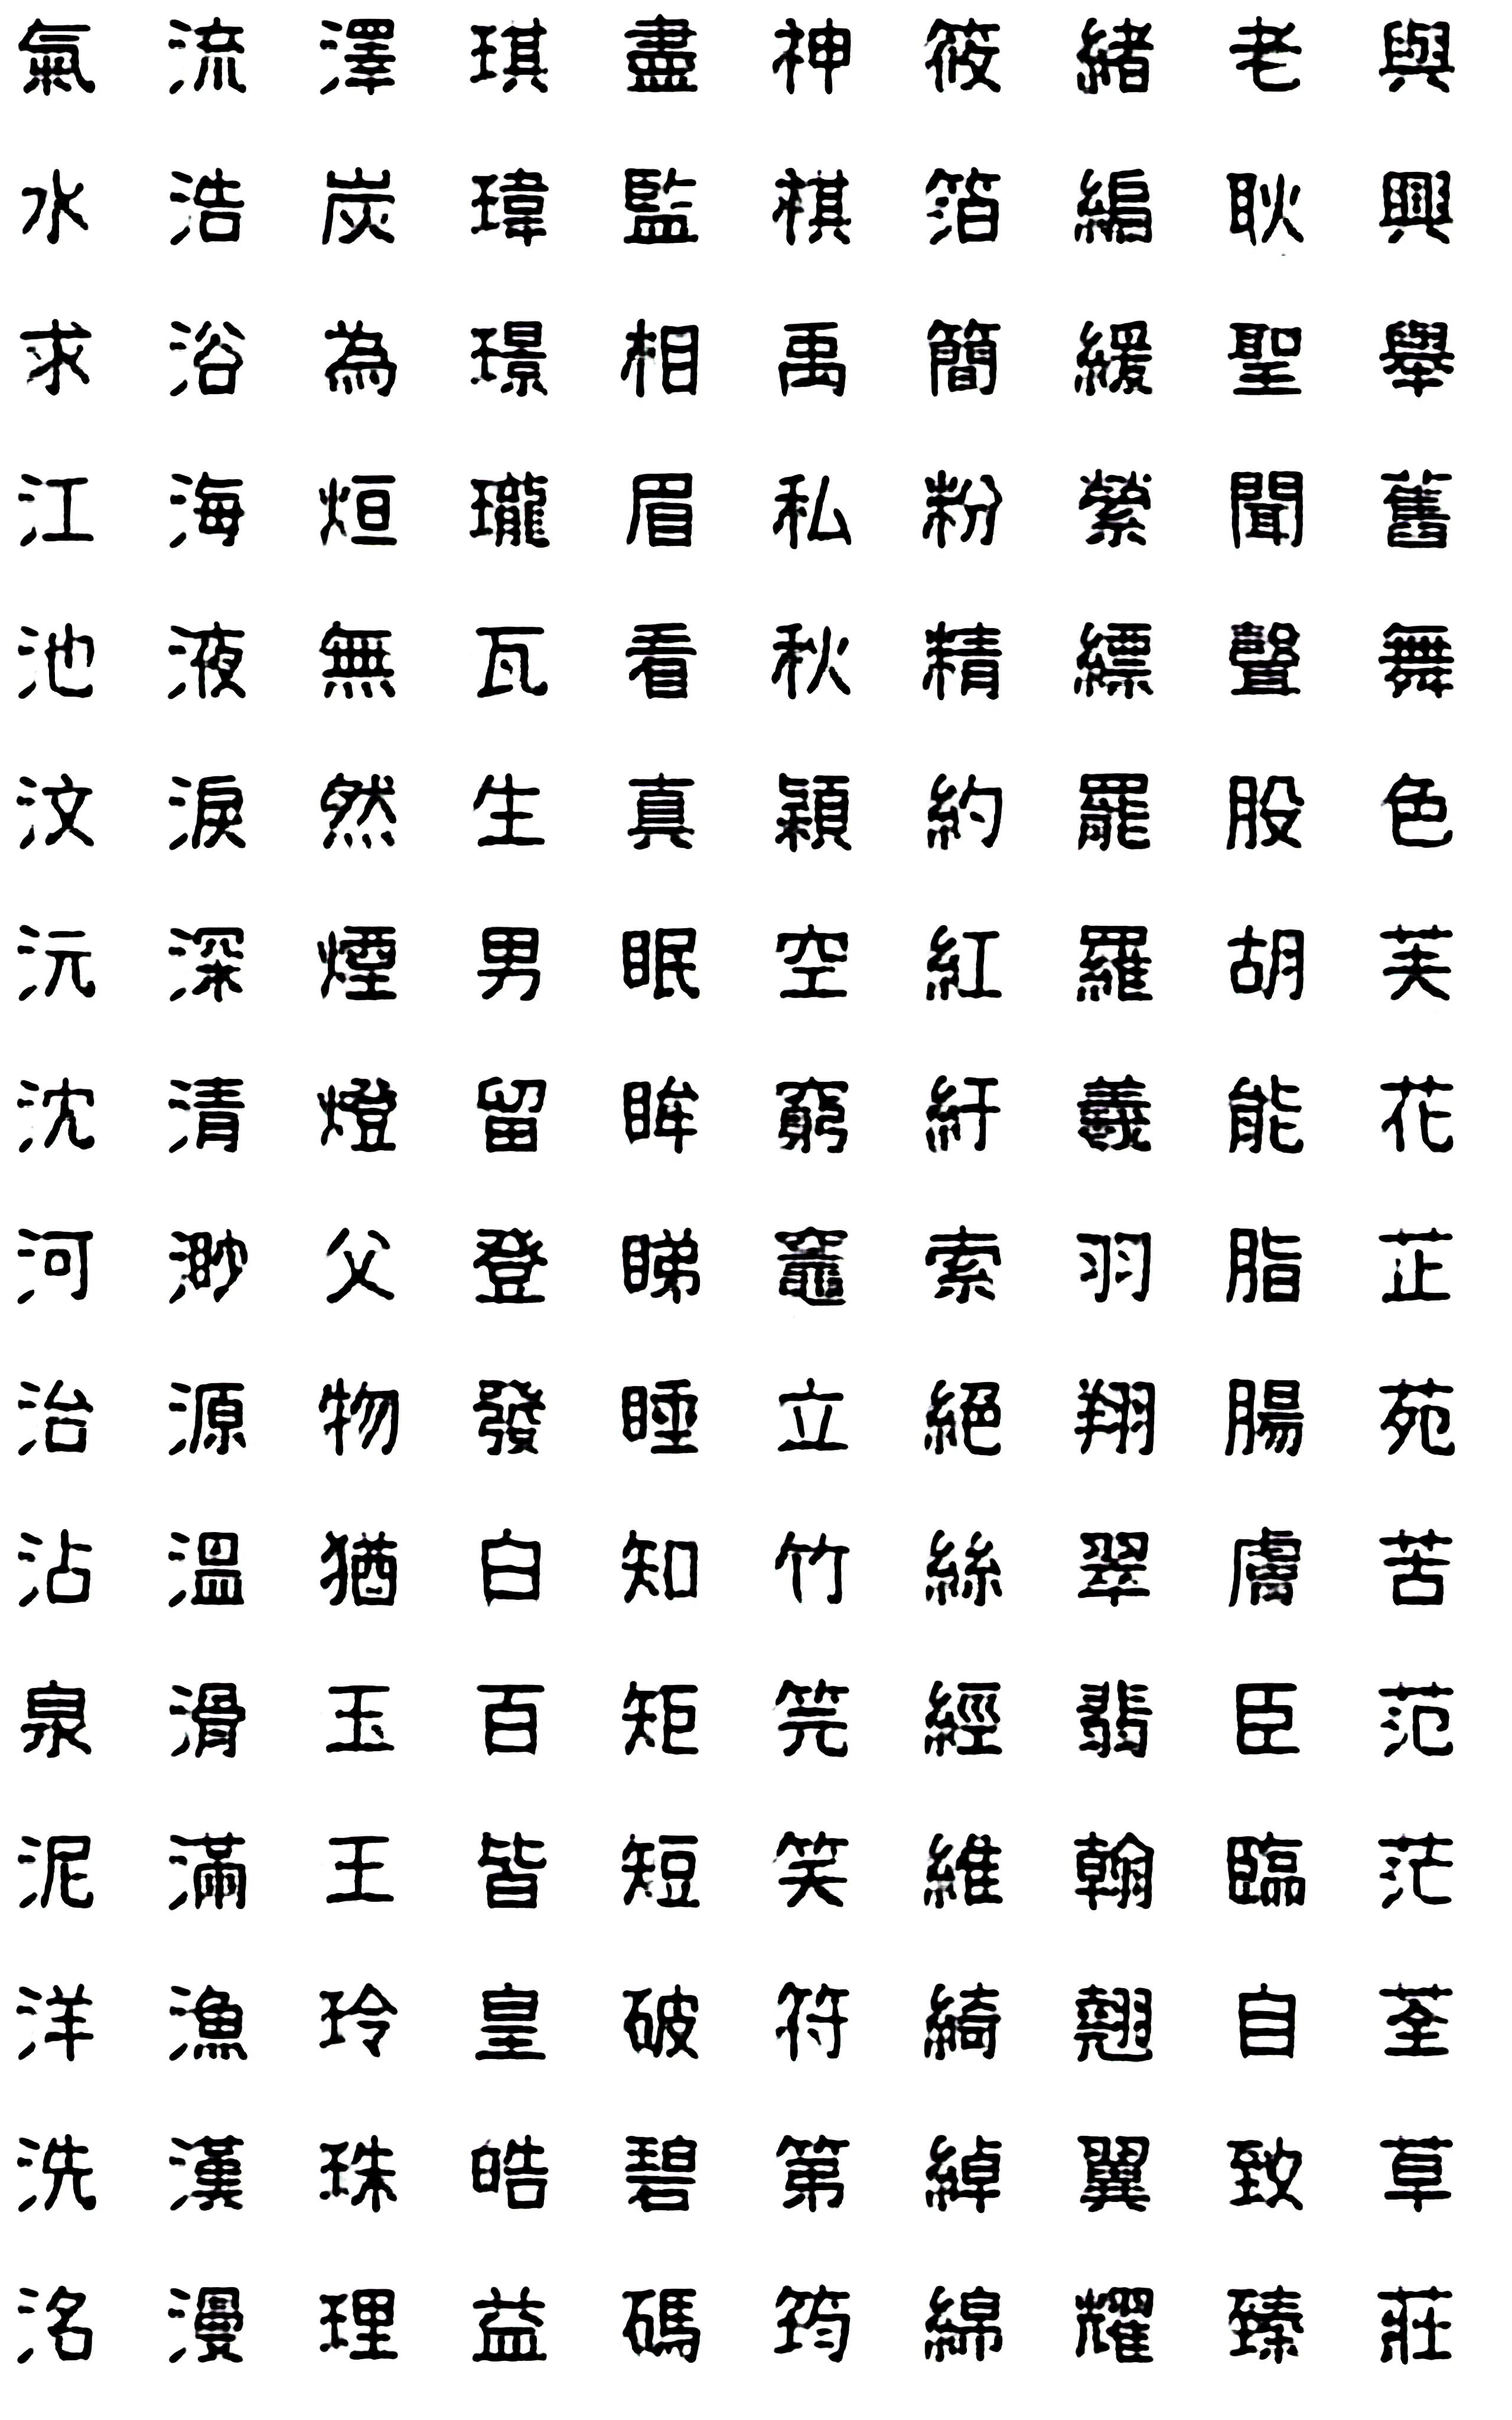 氣 流 澤 琪 盡 神 筱 緒 老 與
水 浩 炭 瑋 監 祺 箔 編 耿 興
求 浴 為 璟 相 禹 簡 緩 聖 舉
江 海 烜 瓏 眉 私 粉 縈 聞 舊
池 液 無 瓦 看 秋 精 縹 聲 舞
汶 淚 然 生 真 穎 約 罷 股 色
沅 深 煙 男 眠 空 紅 羅 胡 芙
沈 清 燈 留 眸 窮 紆 羲 能 花
河 渺 父 登 睇 竈 索 羽 脂 芷
治 源 物 發 睡 立 絕 翔 腸 苑
沾 溫 猶 白 知 竹 絲 翠 膚 苦
泉 滑 玉 百 矩 筦 經 翡 臣 范
泥 滿 王 皆 短 笑 維 翰 臨 茫
洋 漁 玲 皇 破 符 綺 翹 自 荃
洗 漢 珠 皓 碧 第 綽 翼 致 草
洺 漫 理 益 碼 筠 綿 耀 臻 莊